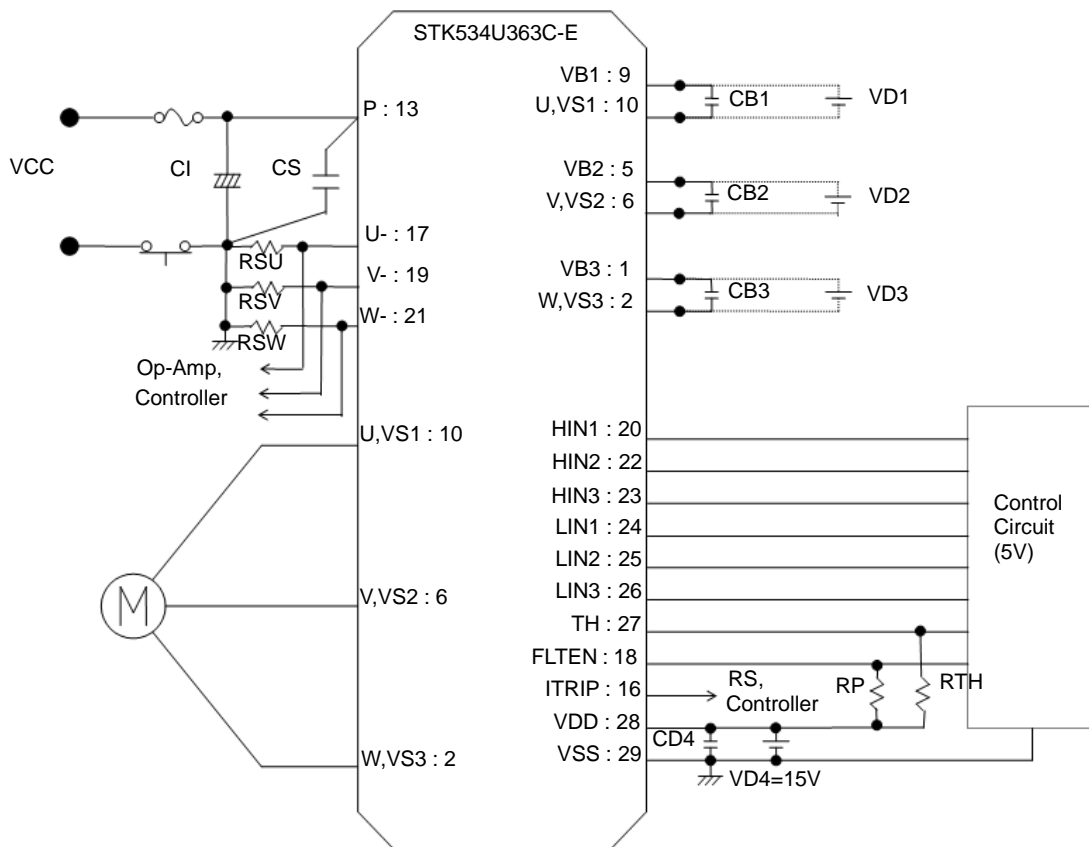 STK534U363C-E
VB1 : 9
U,VS1 : 10
CB1
VD1
P : 13
VCC
CI
CS
VB2 : 5
V,VS2 : 6
CB2
VD2
U- : 17
RSU
V- : 19
RSV
W- : 21
RSW
VB3 : 1
W,VS3 : 2
CB3
VD3
Op-Amp,
Controller
U,VS1 : 10
HIN1 : 20
HIN2 : 22
HIN3 : 23
LIN1 : 24
LIN2 : 25
LIN3 : 26
TH : 27
FLTEN : 18
ITRIP : 16
VDD : 28
VSS : 29
Control
Circuit
(5V)
M
V,VS2 : 6
RS,
Controller
RP
RTH
CD4
VD4=15V
W,VS3 : 2